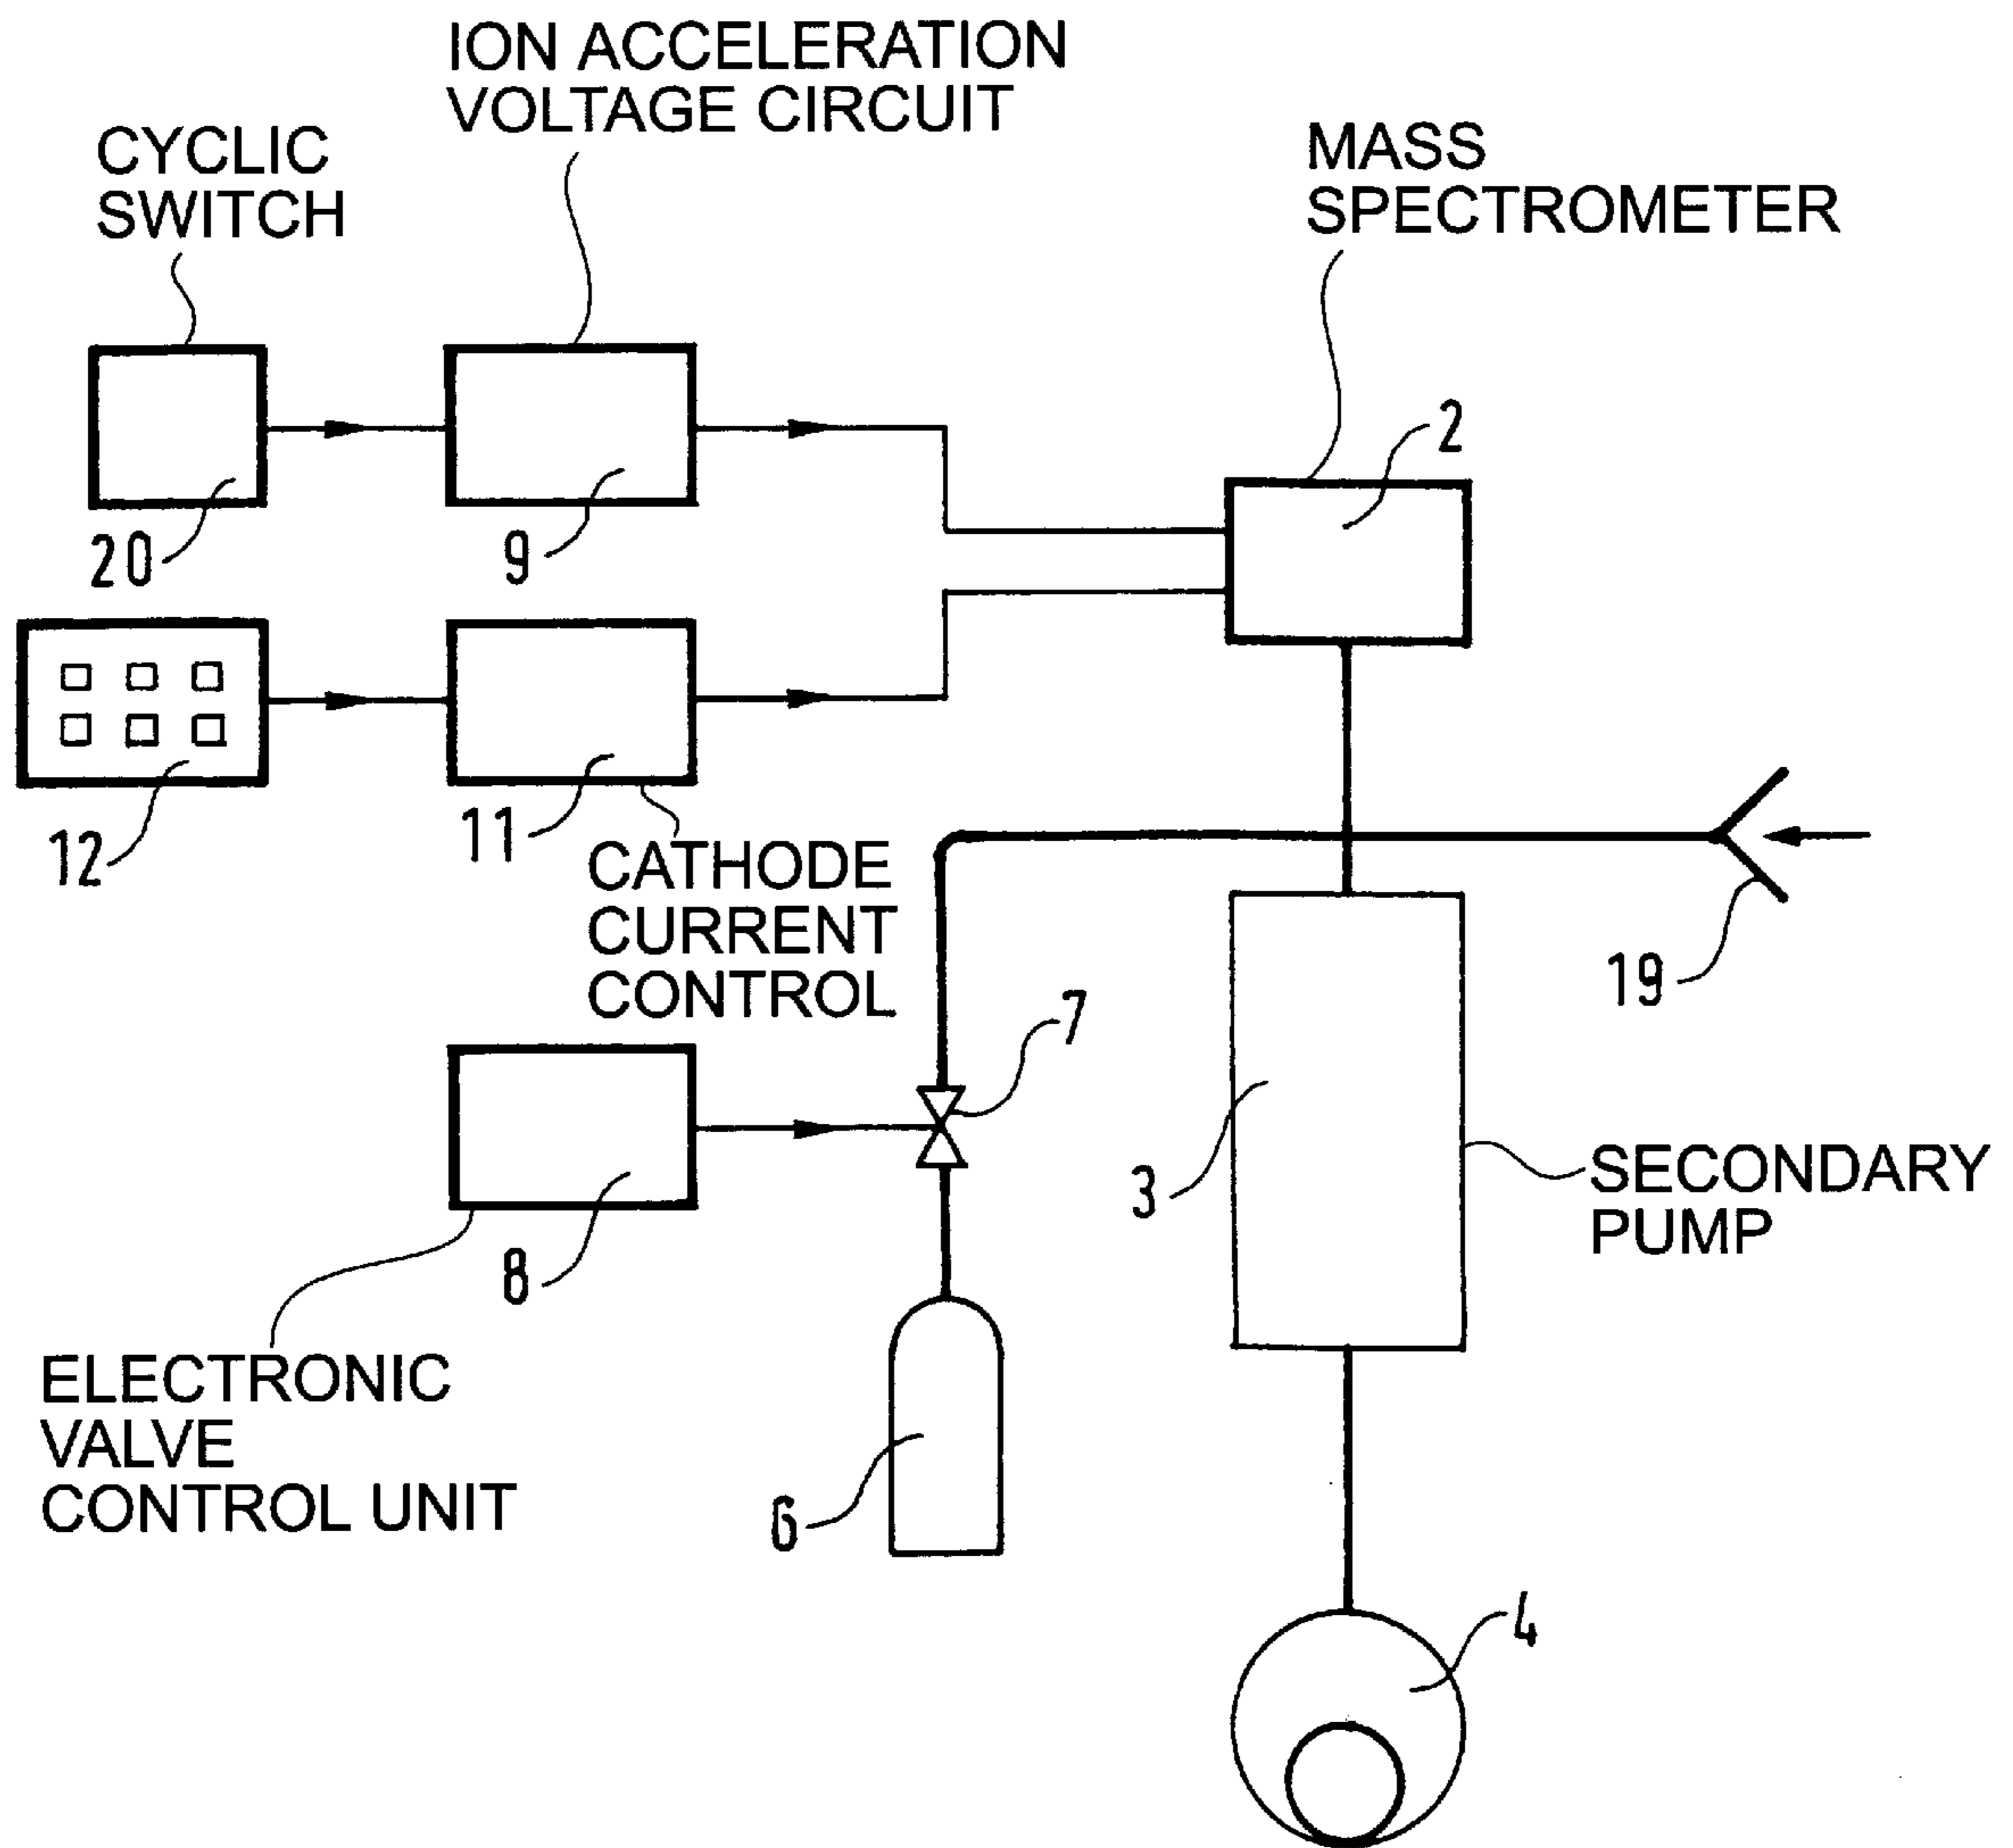 ION ACCELERATION
VOLTAGE CIRCUIT
CYCLIC
SWITCH
MASS
SPECTROMETER
2
20
9
12
11
CATHODE
CURRENT
CONTROL
19
7
3
SECONDARY
PUMP
8
ELECTRONIC
VALVE
CONTROL UNIT
6
4